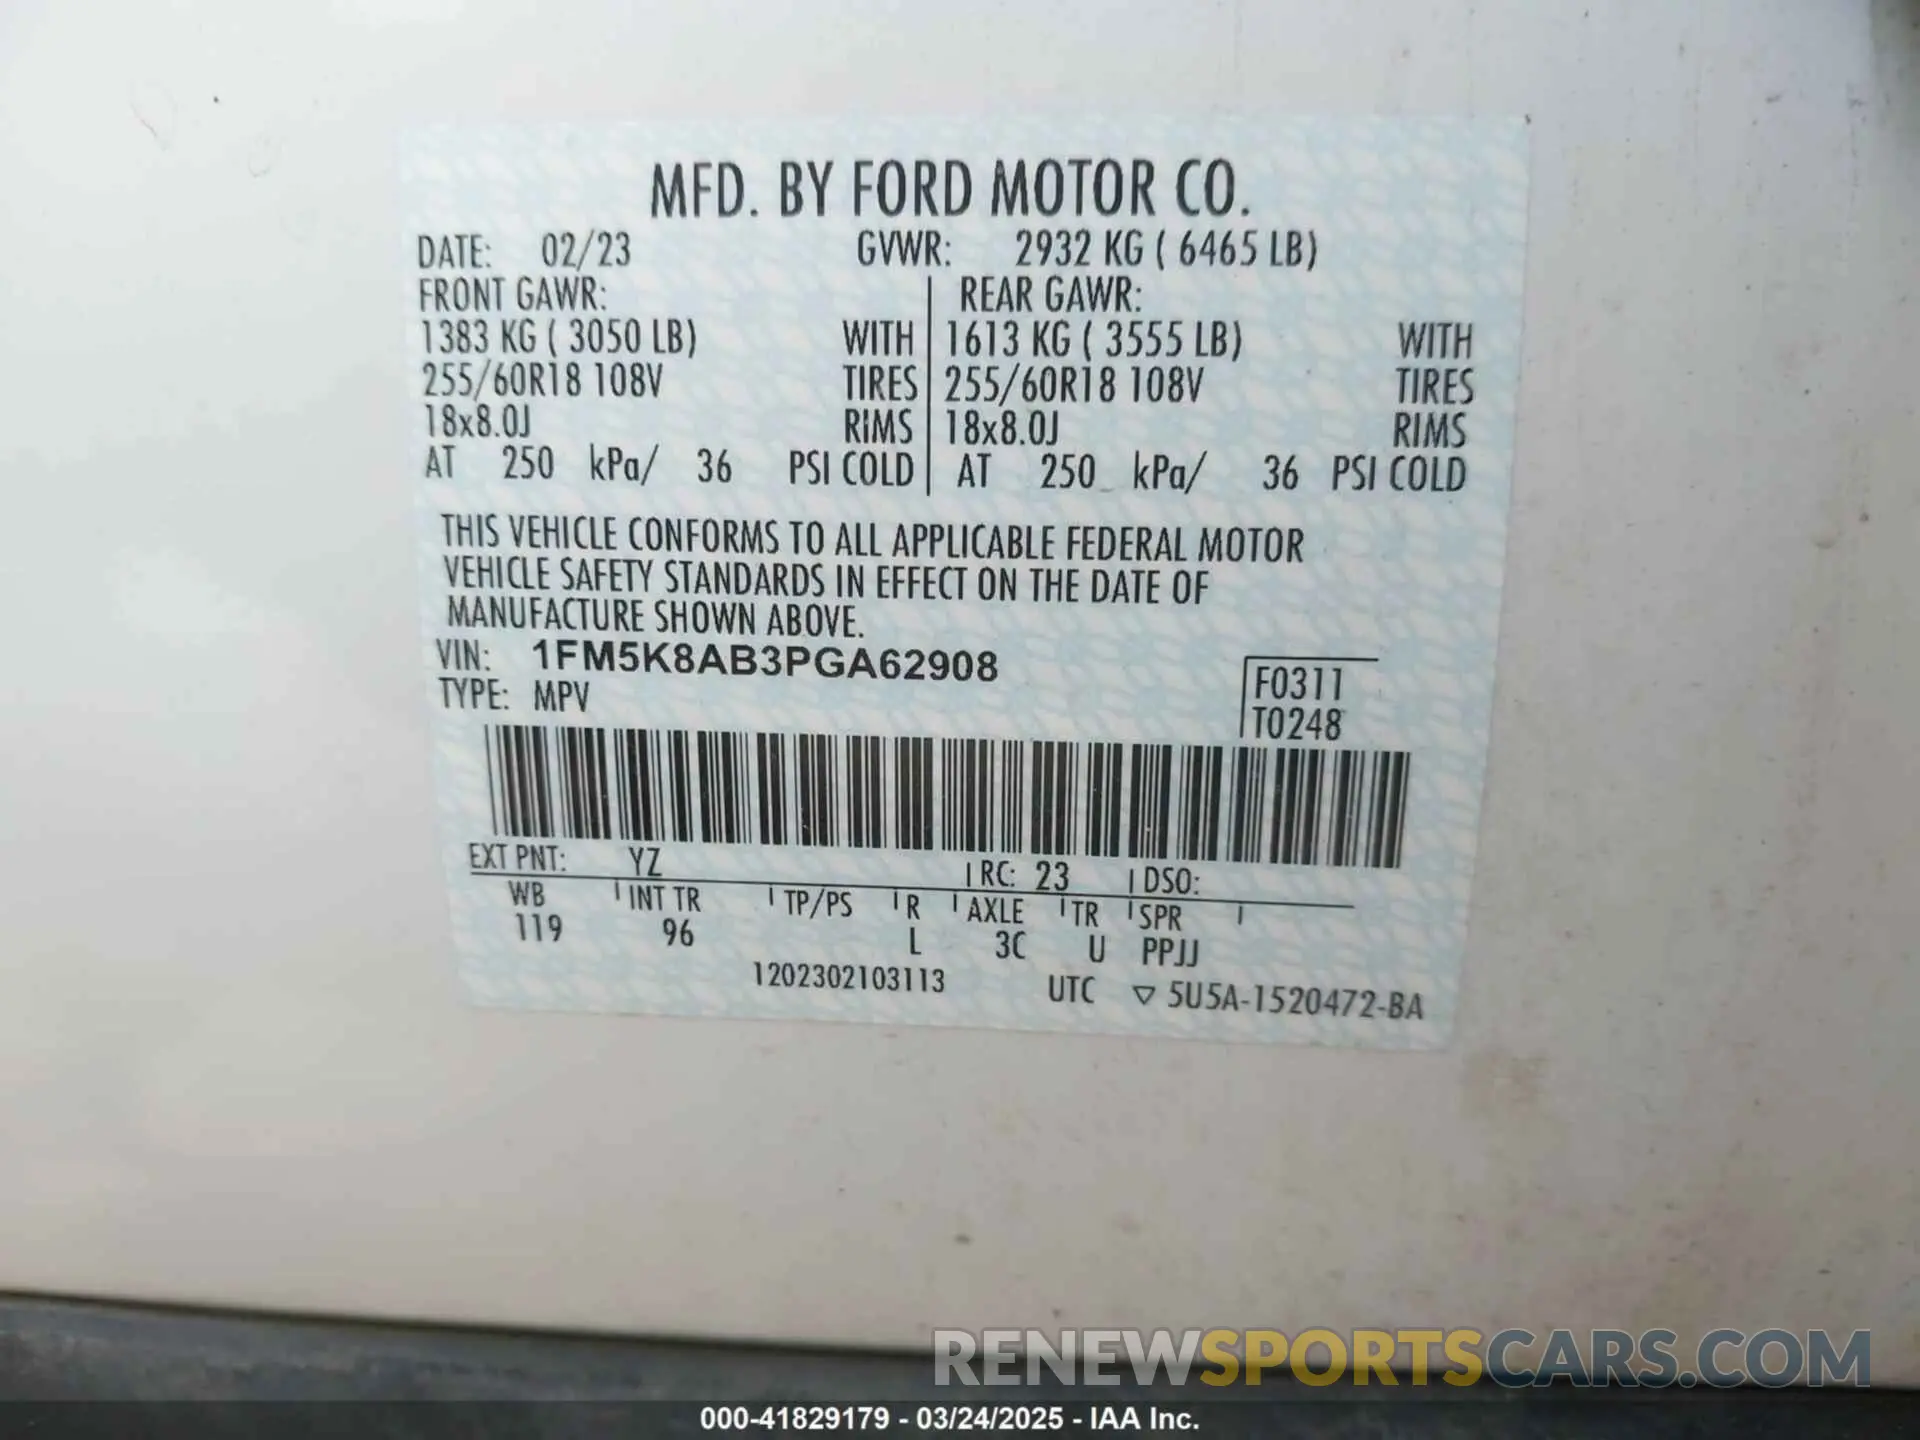 MFD. BY FORD MOTOR CO.
DATE: 02/23 GVWR: 2932 KG ( 6465 LB)
FRONT GAWR: REAR GAWR:
1383 KG ( 3050 LB) WITH 1613 KG ( 3555 LB) WITH
255/60R18 108V TIRES 255/60R18 108V TIRES
18x8.0J RIMS 18x8.0J RIMS
AT 250 kPa/ 36 PSI COLD AT 250 kPa/ 36 PSI COLD
THIS VEHICLE CONFORMS TO ALL APPLICABLE FEDERAL MOTOR
VEHICLE SAFETY STANDARDS IN EFFECT ON THE DATE OF
MANUFACTURE SHOWN ABOVE.
VIN: 1FM5K8AB3PGA62908
TYPE: MPV
F0311
T0248
EXT PNT: YZ RC: 23 DSO:
WB INT TR TP/PS R AXLE TR SPR
119 96 L 3C U PPJJ
1202302103113 UTC ▽ 5U5A-1520472-BA
RENEWSPORTSCARS.COM
000-41829179 - 03/24/2025 - IAA Inc.